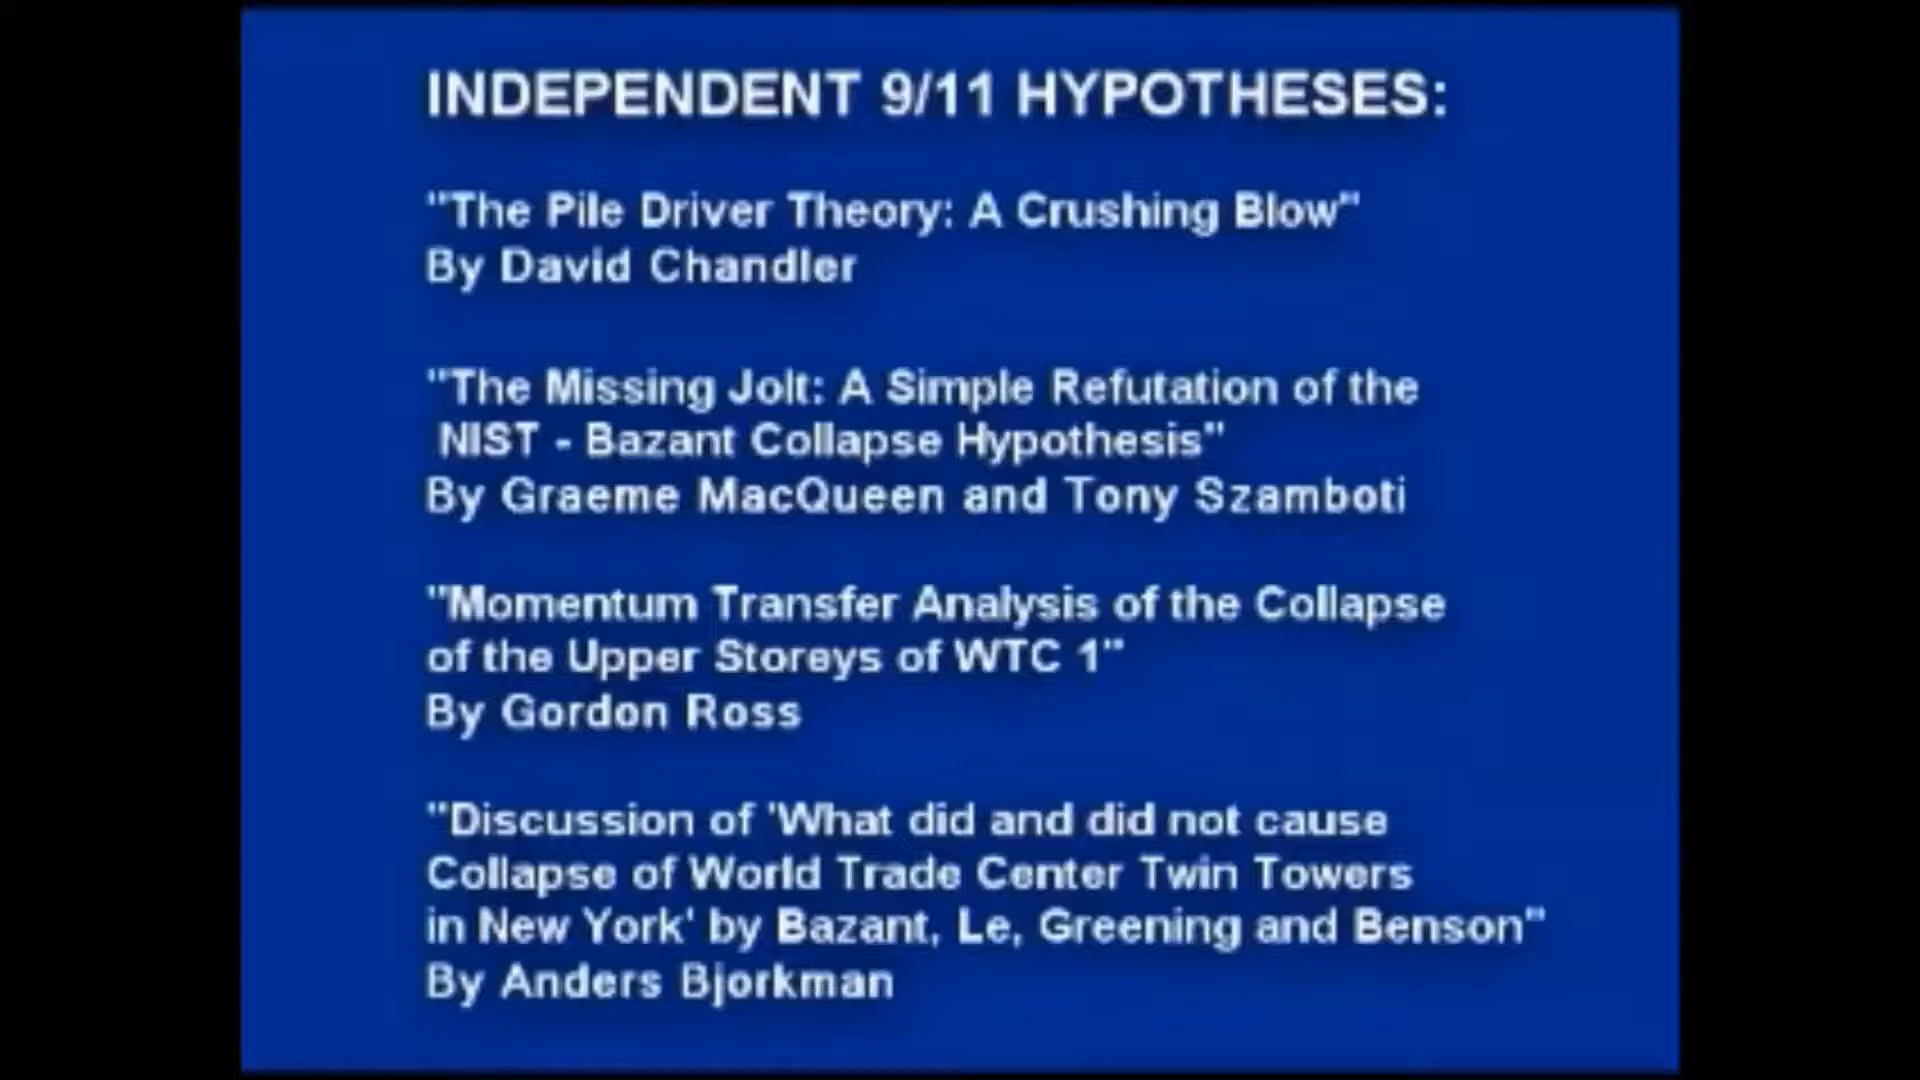 INDEPENDENT 9/11 HYPOTHESES:
"The Pile Driver Theory: A Crushing Blow"
By David Chandler
"The Missing Jolt: A Simple Refutation of the
NIST - Bazant Collapse Hypothesis"
By Graeme MacQueen and Tony Szamboti
"Momentum Transfer Analysis of the Collapse
of the Upper Storeys of WTC 1"
By Gordon Ross
"Discussion of 'What did and did not cause
Collapse of World Trade Center Twin Towers
in New York' by Bazant, Le, Greening and Benson"
By Anders Bjorkman